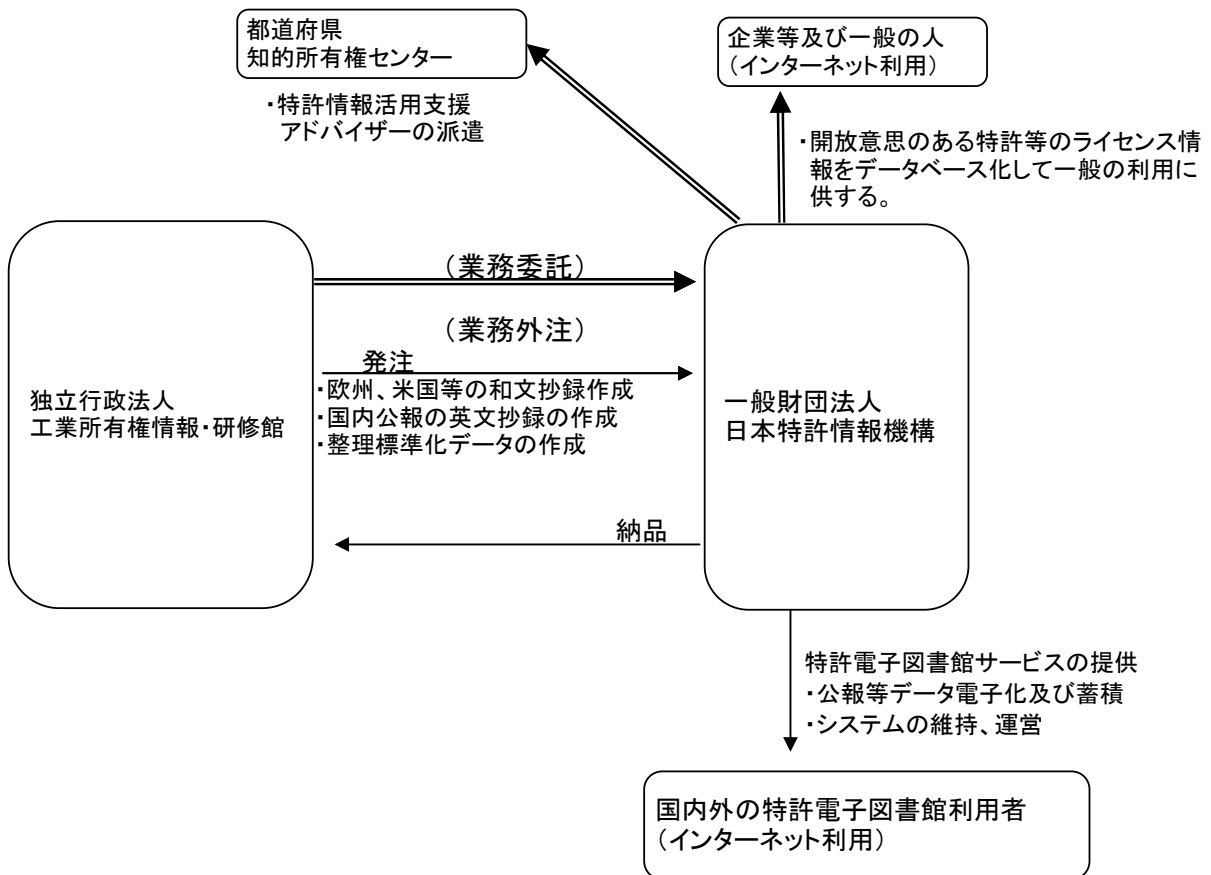 都道府県
知的所有権センター
企業等及び一般の人
(インターネット利用)
・特許情報活用支援
アドバイザーの派遣
・開放意思のある特許等のライセンス情
報をデータベース化して一般の利用に
供する。
(業務委託)
(業務外注)
発注
・欧州、米国等の和文抄録作成
・国内公報の英文抄録の作成
・整理標準化データの作成
独立行政法人
工業所有権情報・研修館
一般財団法人
日本特許情報機構
納品
特許電子図書館サービスの提供
・公報等データ電子化及び蓄積
・システムの維持、運営
国内外の特許電子図書館利用者
(インターネット利用)